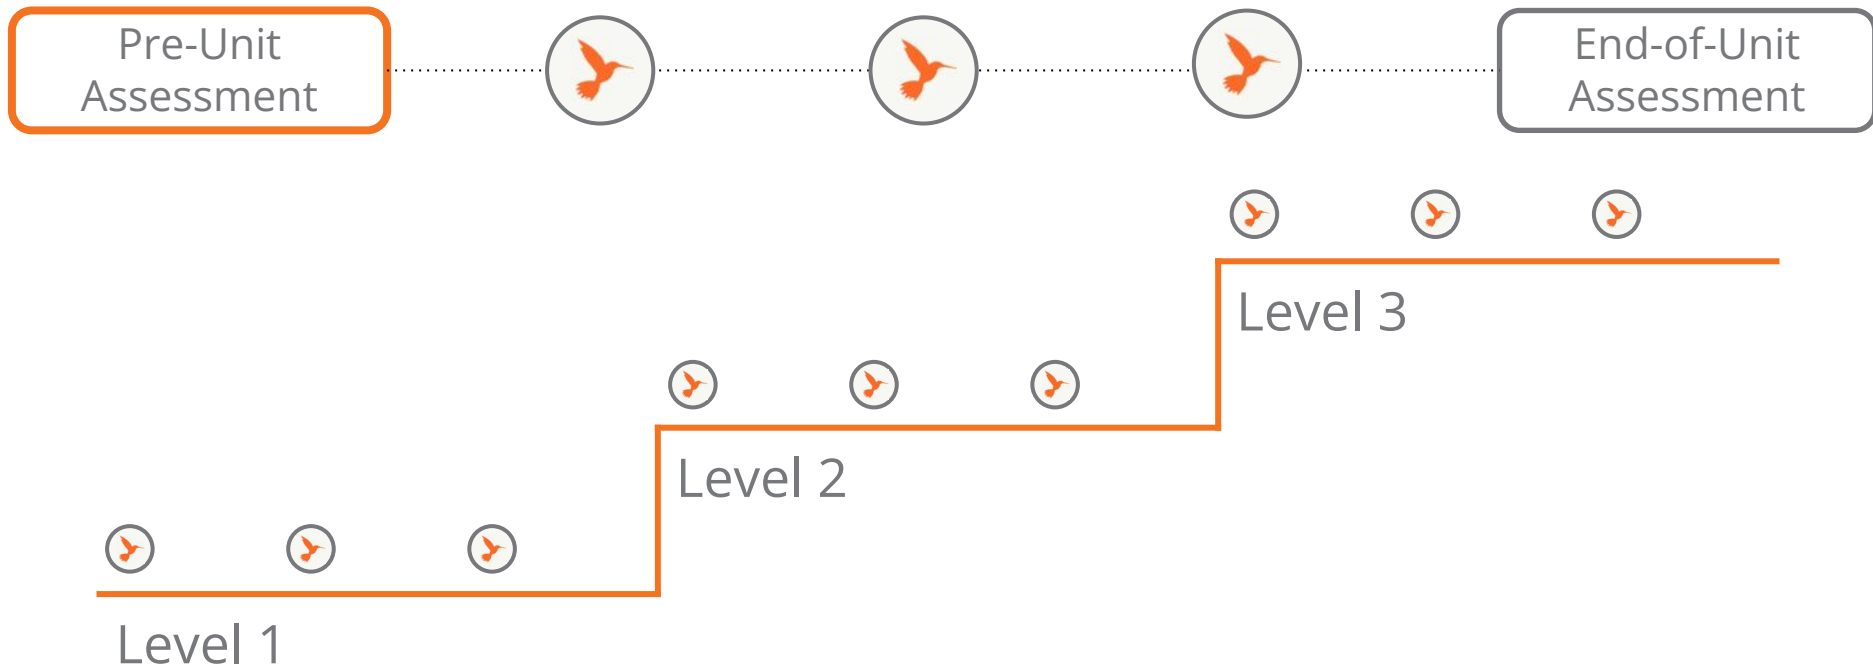 Pre-Unit
Assessment
End-of-Unit
Assessment
Level 3
Level 2
Level 1